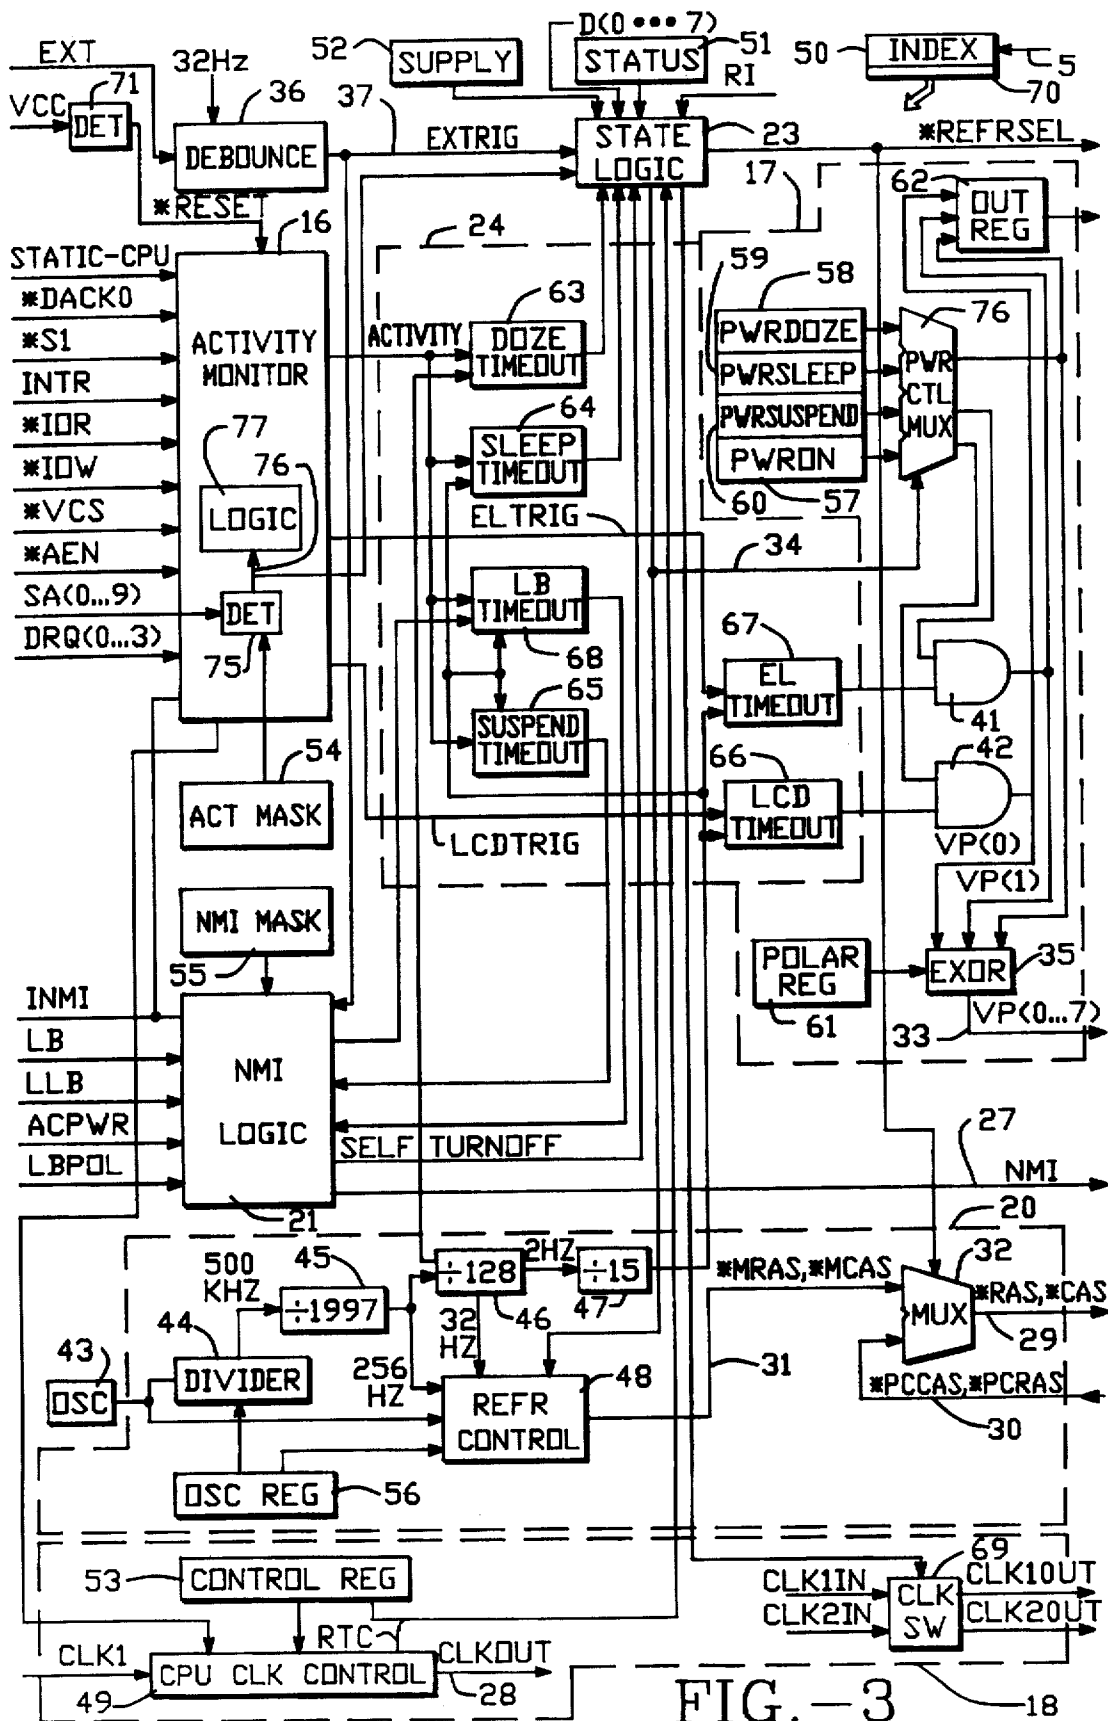 D(0 ••• 7)
EXT
52
51
50
INDEX
32Hz
SUPPLY
STATUS
5
71
36
37
RI
70
VCC
DET
DEBOUNCE
EXTRIG
STATE
LOGIC
23
*REFRSEL
*RESET
17
62
OUT
REG
16
24
STATIC-CPU
59
58
*DACK0
63
76
*S1
ACTIVITY
MONITOR
ACTIVITY
DOZE
TIMEOUT
PWRDOZE
PWR
CTL
MUX
INTR
PWRSLEEP
*IOR
64
PWRSUSPEND
*IOW
77
76
SLEEP
TIMEOUT
PWRON
*VCS
LOGIC
60
57
ELTRIG
*AEN
34
SA(0...9)
DET
LB
TIMEOUT
DRQ(0...3)
75
68
67
65
EL
TIMEOUT
41
SUSPEND
TIMEOUT
54
66
42
ACT MASK
LCD
TIMEOUT
LCDTRIG
VP(0)
VP(1)
NMI MASK
55
POLAR
REG
EXOR
35
INMI
61
VP(0...7)
33
LB
NMI
LOGIC
LLB
ACPWR
SELF TURNOFF
27
LBPOL
NMI
21
20
500
KHZ
45
2HZ
32
÷128
÷15
*MRAS,*MCAS
÷1997
46
47
MUX
*RAS,*CAS
44
32
HZ
29
43
256
HZ
31
DIVIDER
48
*PCCAS,*PCRAS
OSC
REFR
CONTROL
30
OSC REG
56
53
CONTROL REG
69
CLK1IN
CLK
SW
CLK1OUT
CLK2IN
CLK2OUT
RTC
CLK1
CPU CLK CONTROL
CLKOUT
49
28
18
FIG.-3